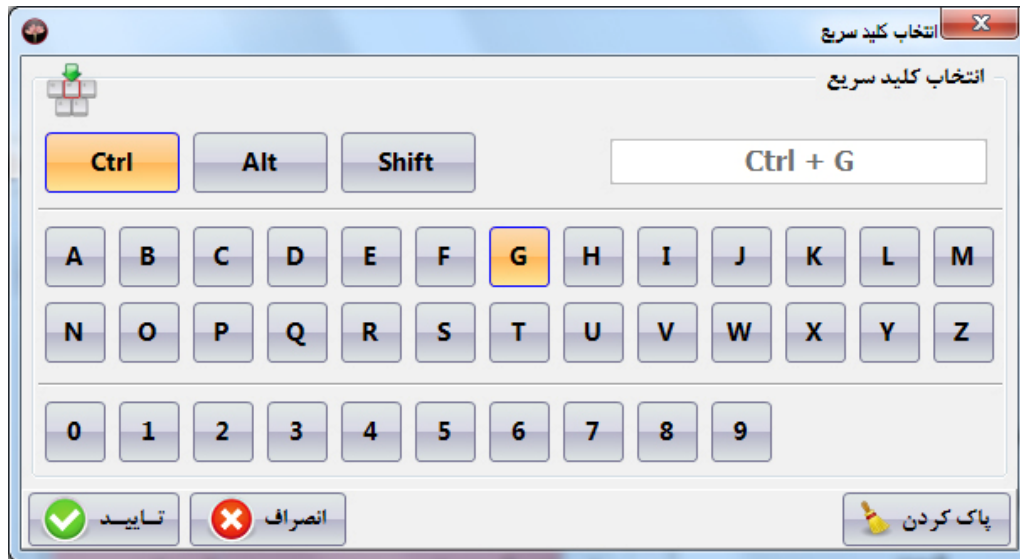 انتخاب کلید سریع
انتخاب کلید سریع
Ctrl Alt Shift Ctrl + G
A B C D E F G H I J K L M
N O P Q R S T U V W X Y Z
0 1 2 3 4 5 6 7 8 9
تـاییـد انصراف پاک کردن